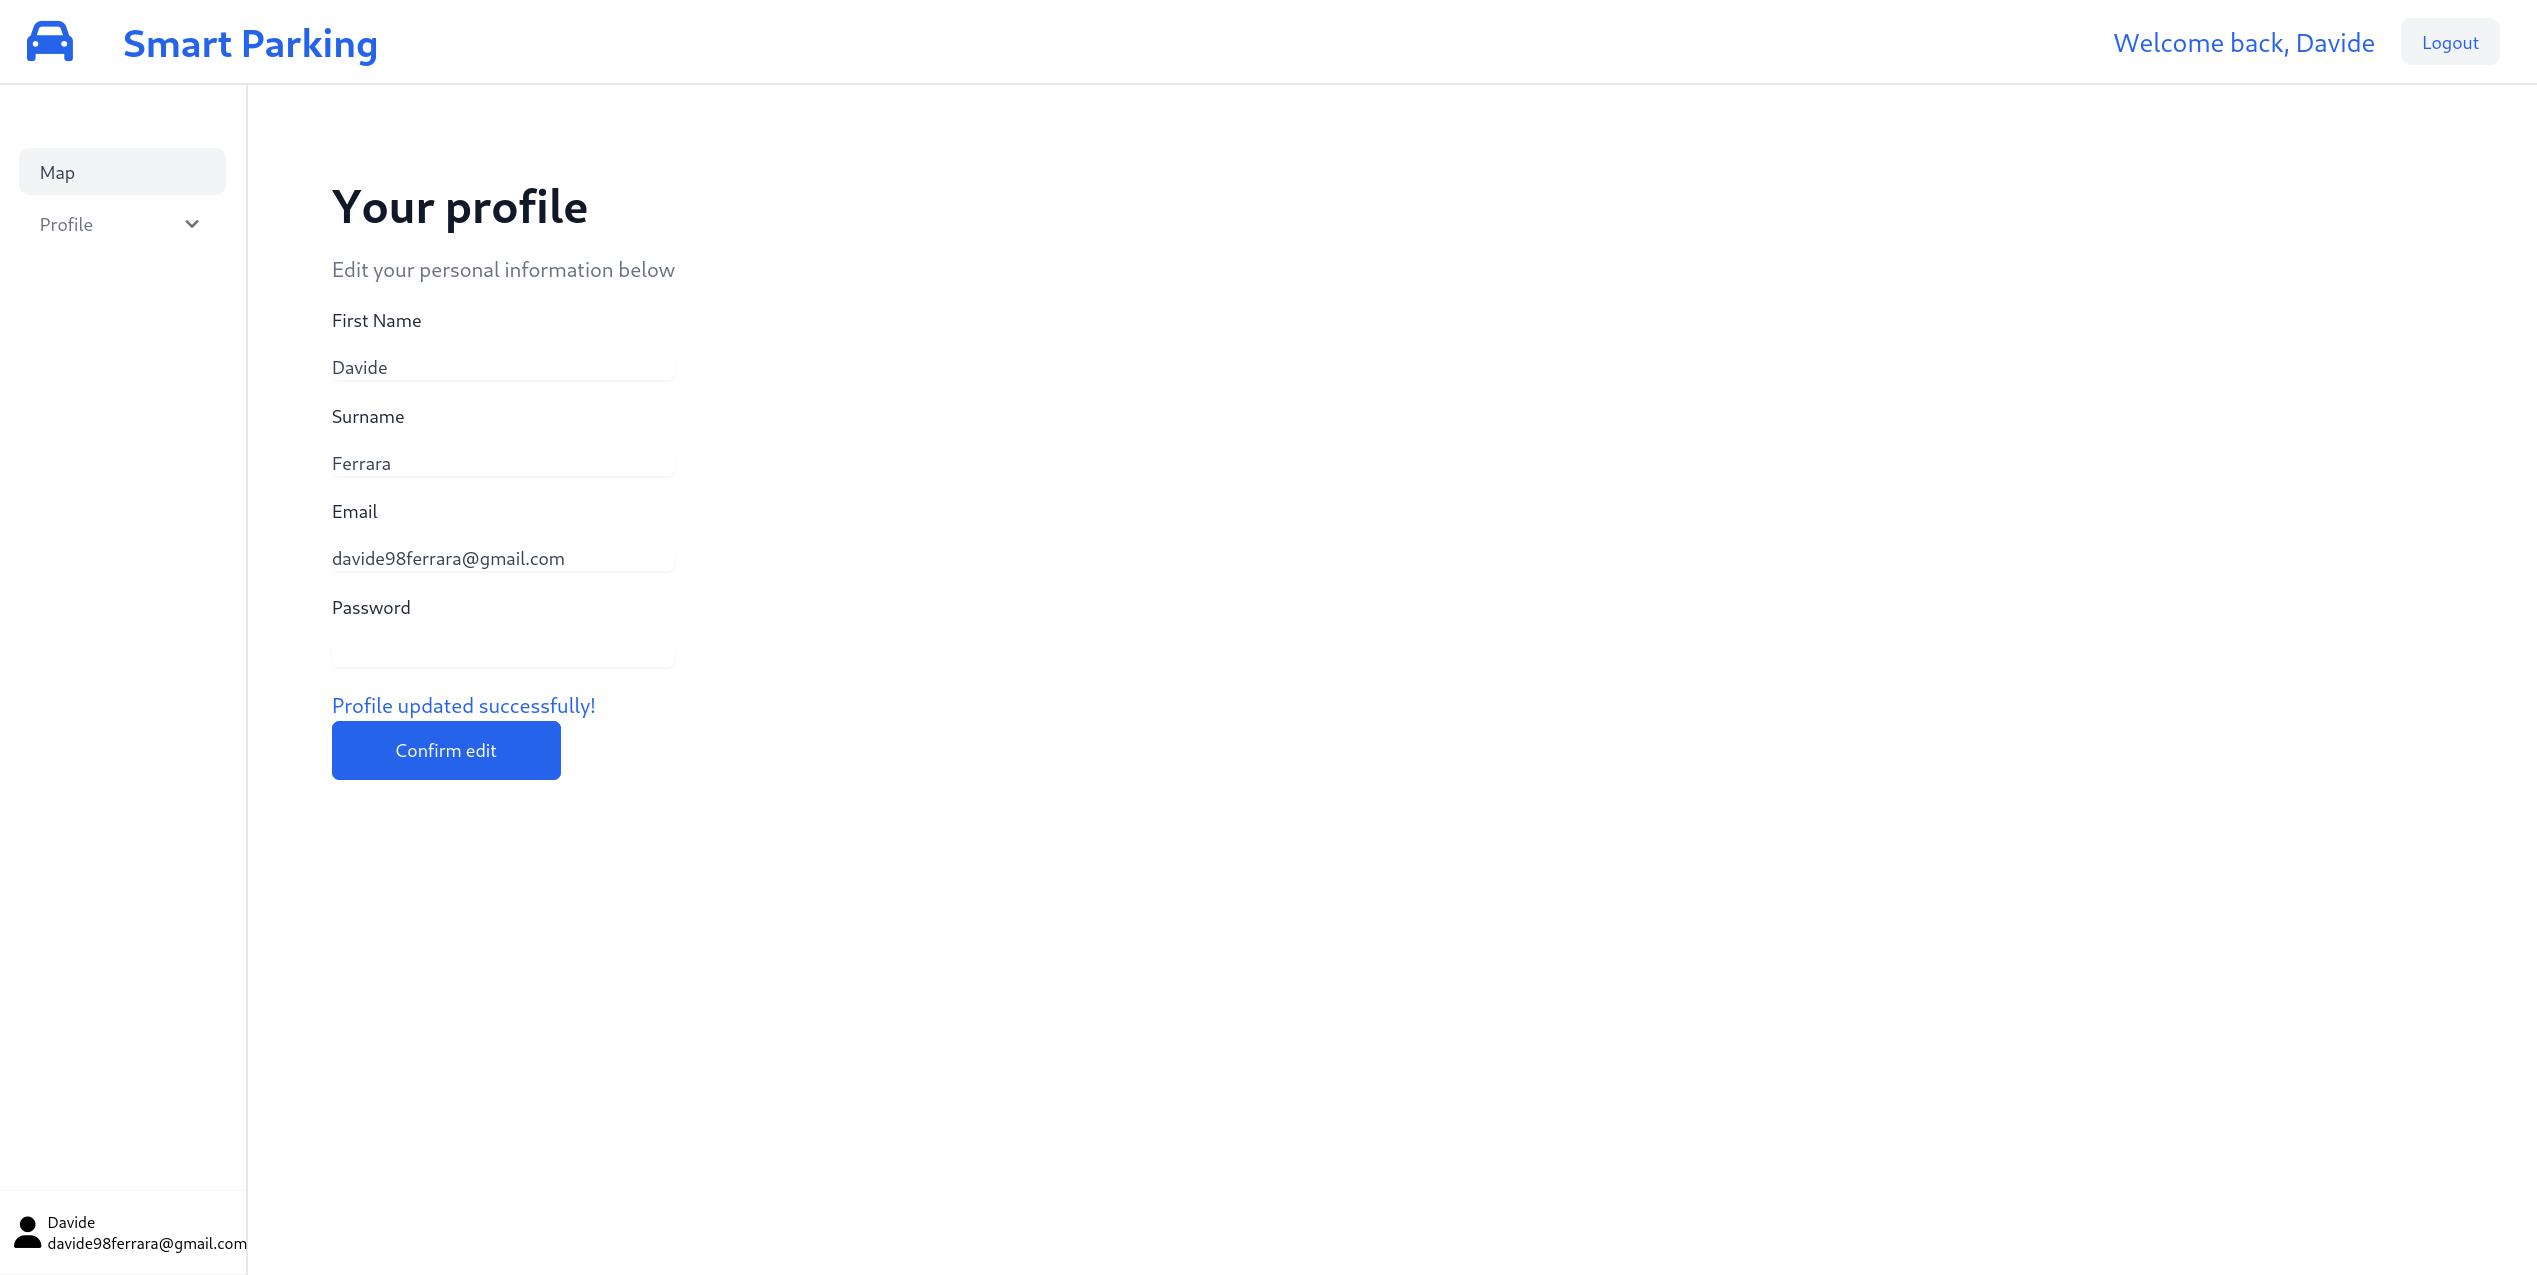 Smart Parking
Welcome back, Davide
Logout
Map
Profile
Your profile
Edit your personal information below
First Name
Davide
Surname
Ferrara
Email
davide98ferrara@gmail.com
Password
Profile updated successfully!
Confirm edit
Davide
davide98ferrara@gmail.com